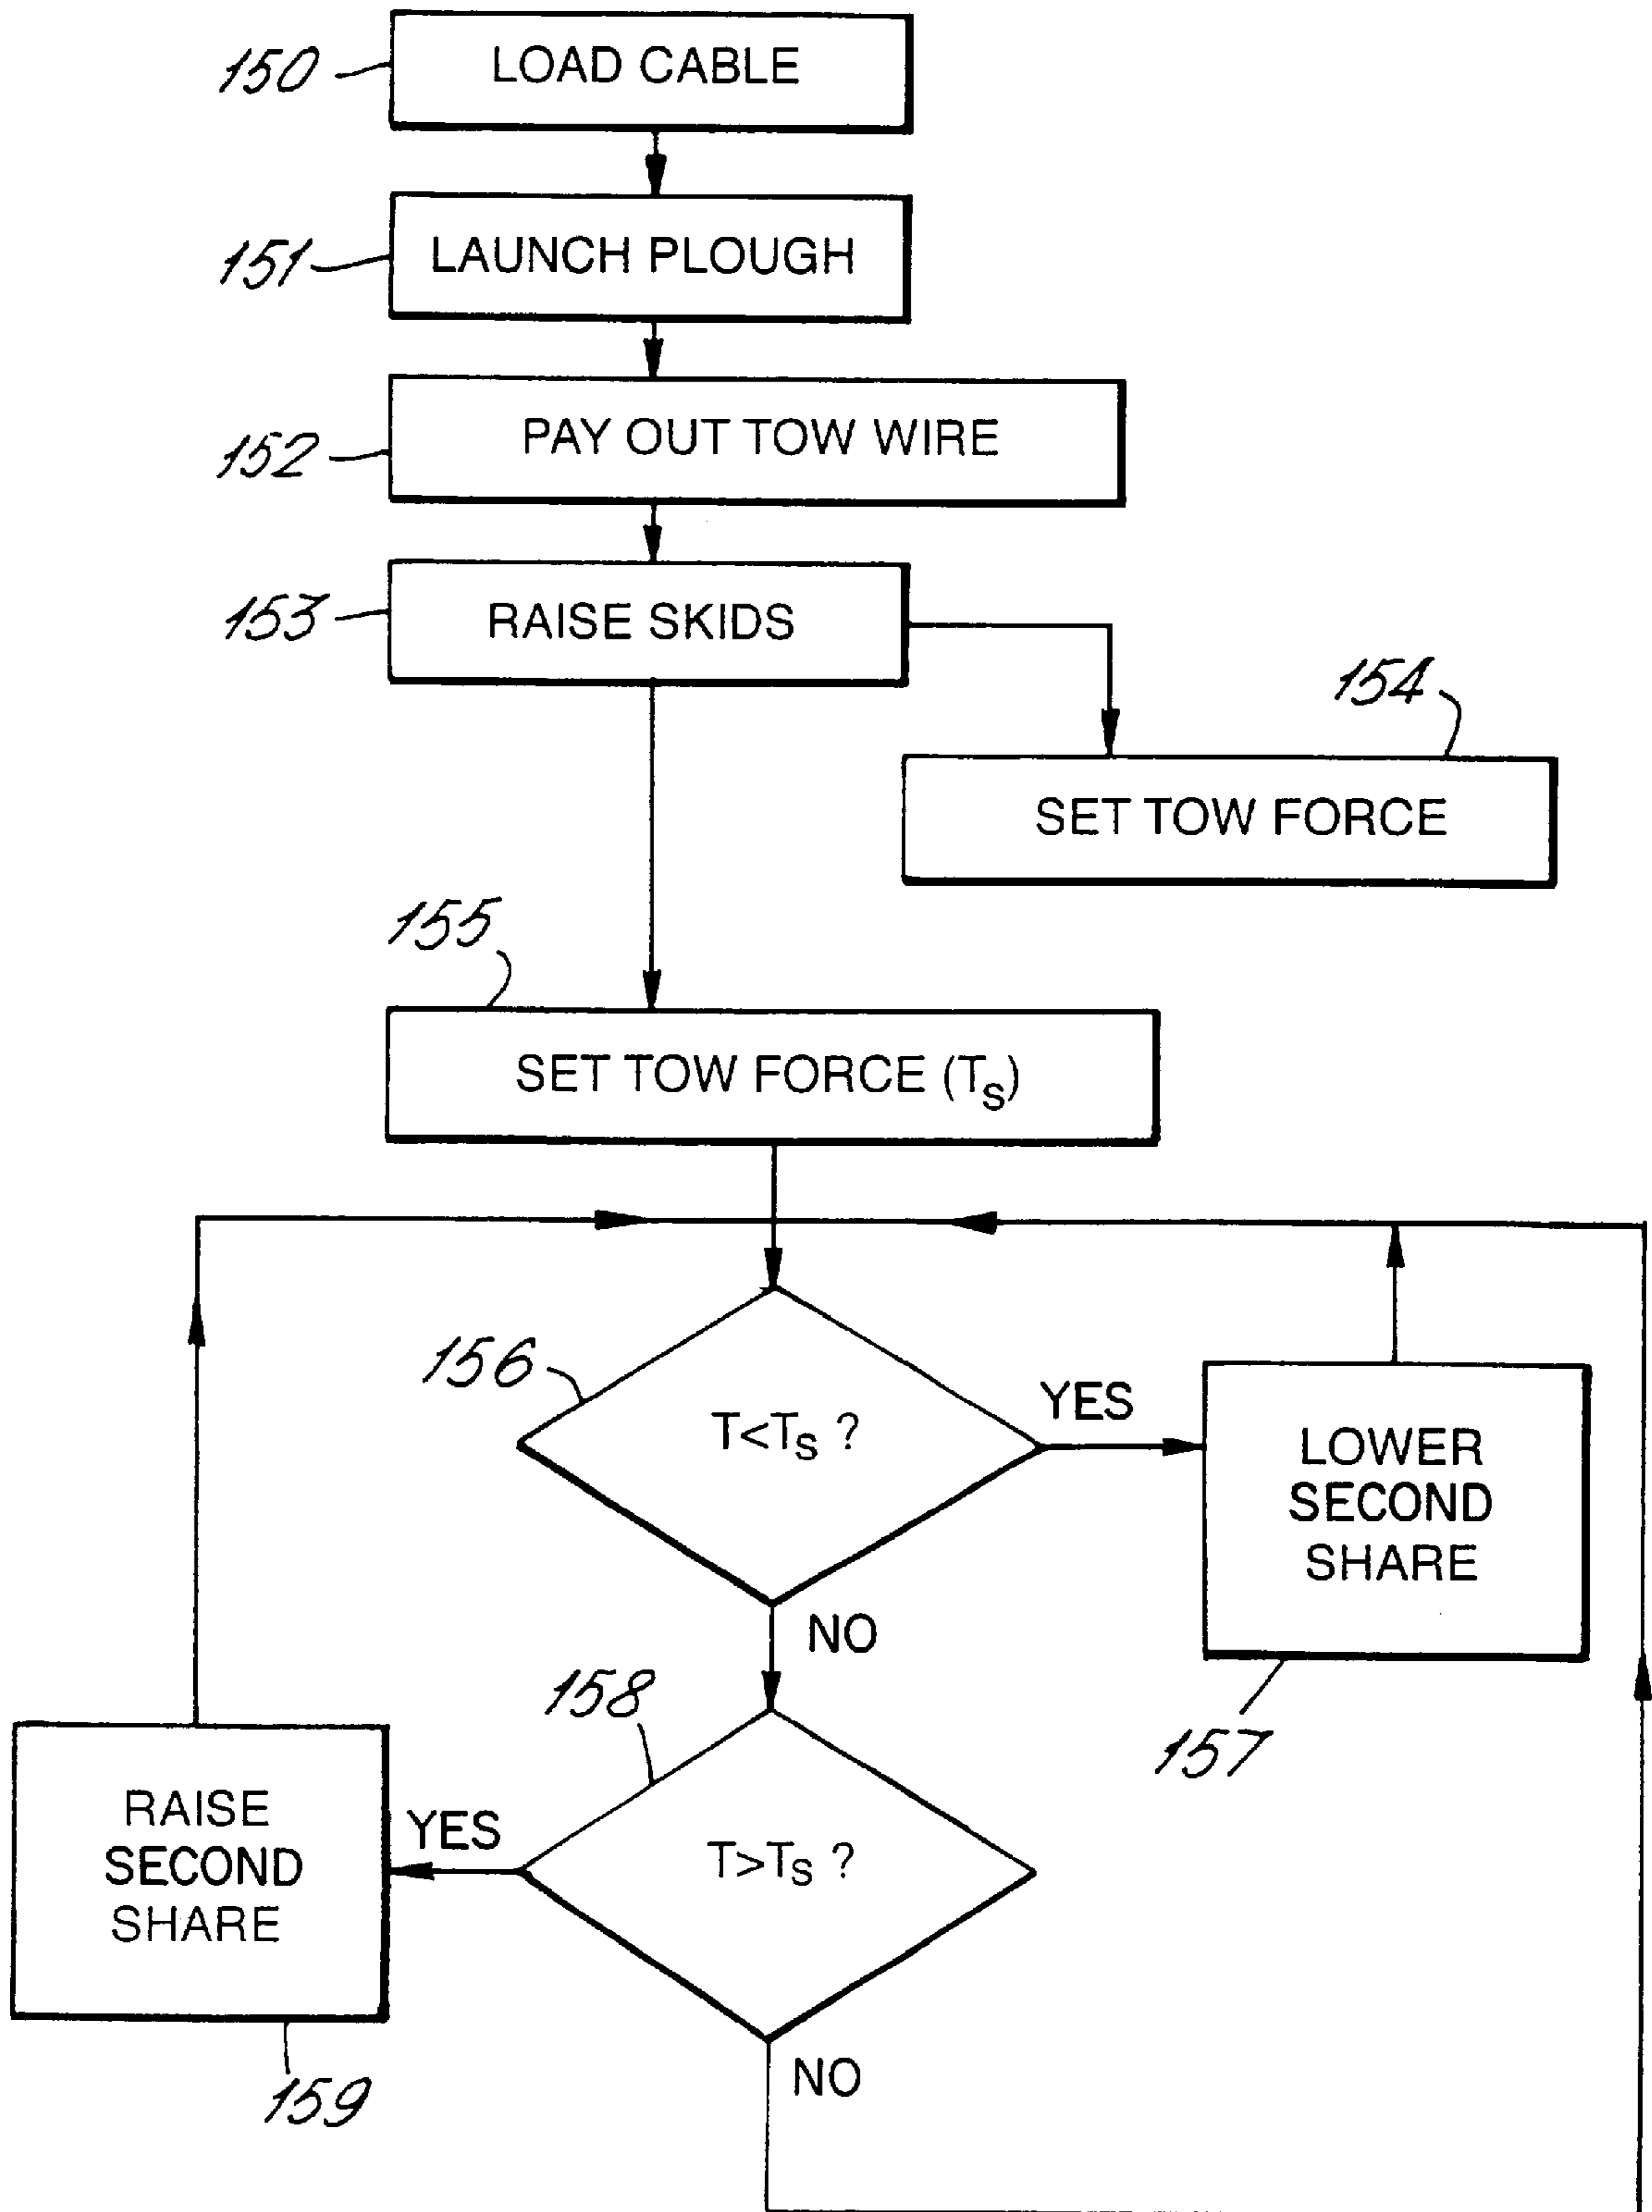 150
LOAD CABLE
151
LAUNCH PLOUGH
152
PAY OUT TOW WIRE
153
RAISE SKIDS
154
SET TOW FORCE
155
SET TOW FORCE (Ts)
156
T<Ts ?
YES
LOWER
SECOND
SHARE
157
NO
158
T>Ts ?
YES
RAISE
SECOND
SHARE
159
NO